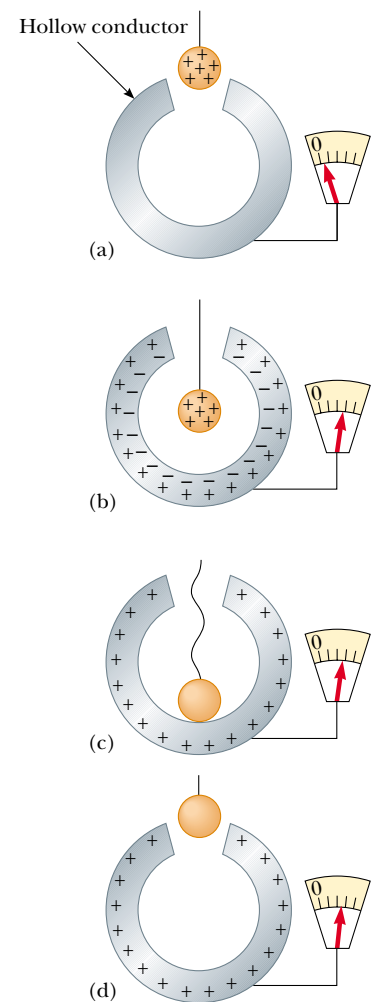 Hollow conductor
+ + + + + + + +
0
(a)
+ + + + + + + +
0
(b)
0
(c)
0
(d)